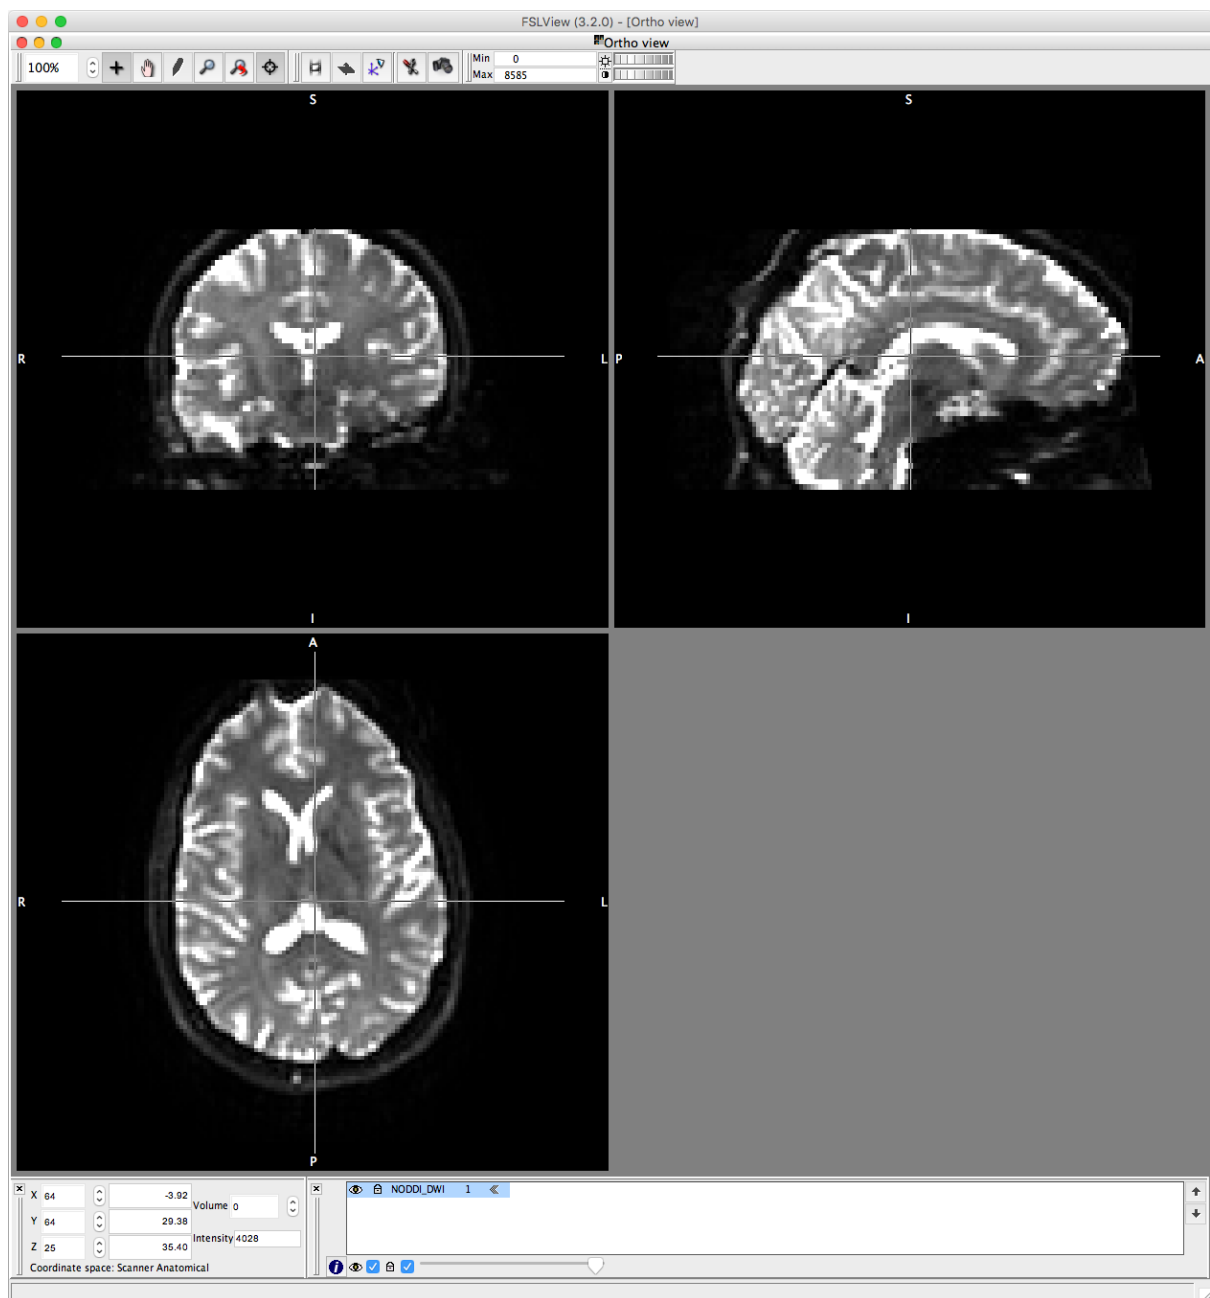 FSLView (3.2.0) - [Ortho view]
Ortho view
100%
Min 0
Max 8585
S
R
L
I
S
P
A
I
A
R
L
P
X 64 -3.92
Y 64 29.38
Z 25 35.40
Volume 0
Intensity 4028
Coordinate space: Scanner Anatomical
NODDI_DWI 1